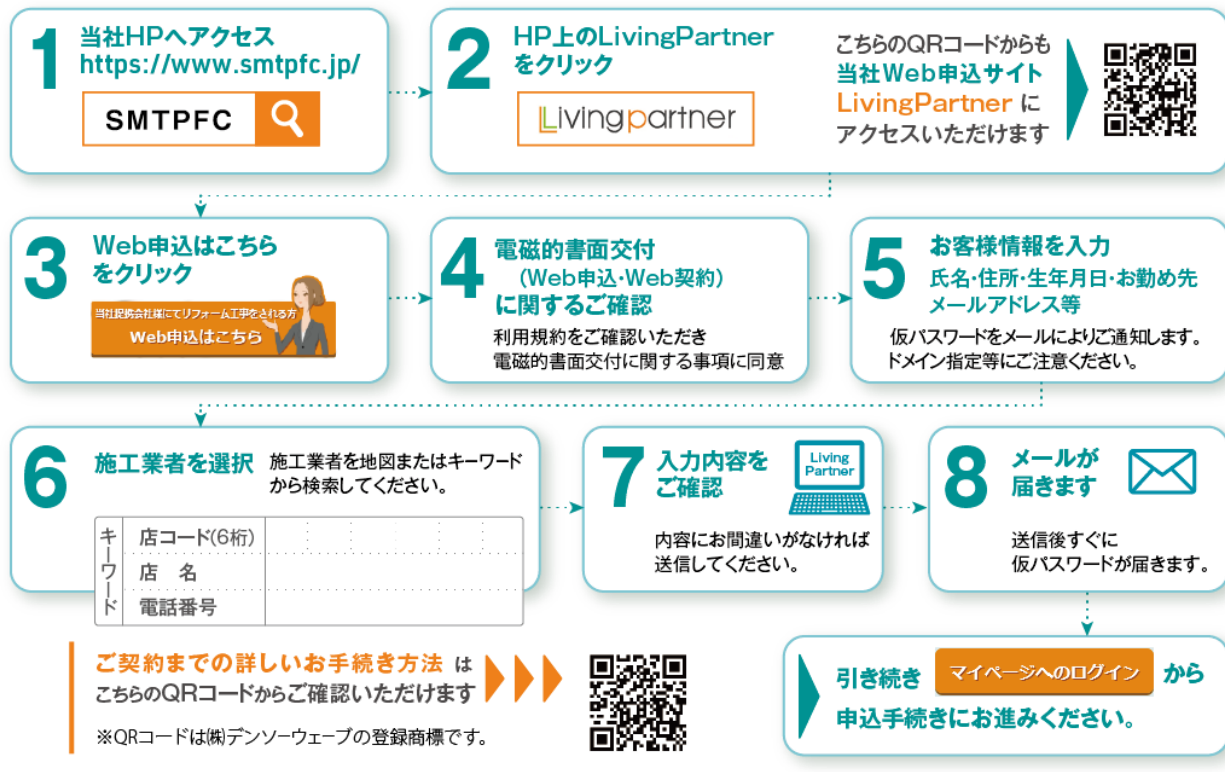 1
当社HPへアクセス
https://www.smtpfc.jp/
SMTPFC
2
HP上のLivingPartner
をクリック
Livingpartner
こちらのQRコードからも
当社Web申込サイト
LivingPartner に
アクセスいただけます
3
Web申込はこちら
をクリック
当社提携会社様にてリフォーム工事をされる方
Web申込はこちら
4
電磁的書面交付
（Web申込・Web契約）
に関するご確認
利用規約をご確認いただき
電磁的書面交付に関する事項に同意
5
お客様情報を入力
氏名・住所・生年月日・お勤め先
メールアドレス等
仮パスワードをメールによりご通知します。
ドメイン指定等にご注意ください。
6
施工業者を選択
施工業者を地図またはキーワード
から検索してください。
キーワード
店コード(6桁)
店 名
電話番号
7
入力内容を
ご確認
Living
Partner
内容にお間違いがなければ
送信してください。
8
メールが
届きます
送信後すぐに
仮パスワードが届きます。
ご契約までの詳しいお手続き方法 は
こちらのQRコードからご確認いただけます
※QRコードは㈱デンソーウェーブの登録商標です。
引き続き マイページへのログイン から
申込手続きにお進みください。